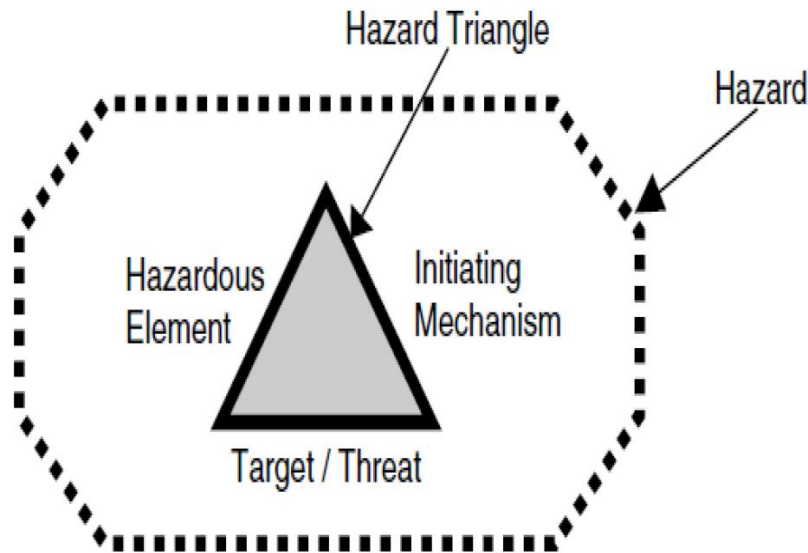 Hazard Triangle
Hazard
Hazardous
Element
Initiating
Mechanism
Target / Threat